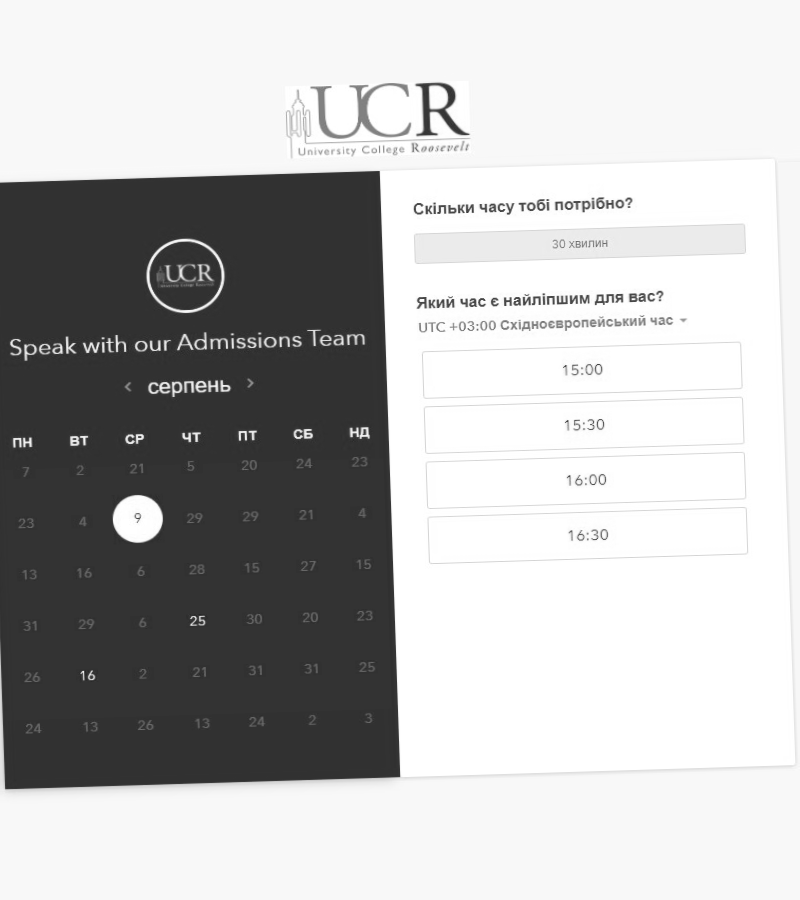 UCR
University College Roosevelt
UCR
Speak with our Admissions Team
серпень
ПН ВТ СР ЧТ ПТ СБ НД
7 2 21 5 20 24 23
23 4 9 29 29 21 4
13 16 6 28 15 27 15
31 29 6 25 30 20 23
26 16 2 21 31 31 25
24 13 26 13 24 2 3
Скільки часу тобі потрібно?
30 хвилин
Який час є найліпшим для вас?
UTC +03:00 Східноєвропейський час
15:00
15:30
16:00
16:30